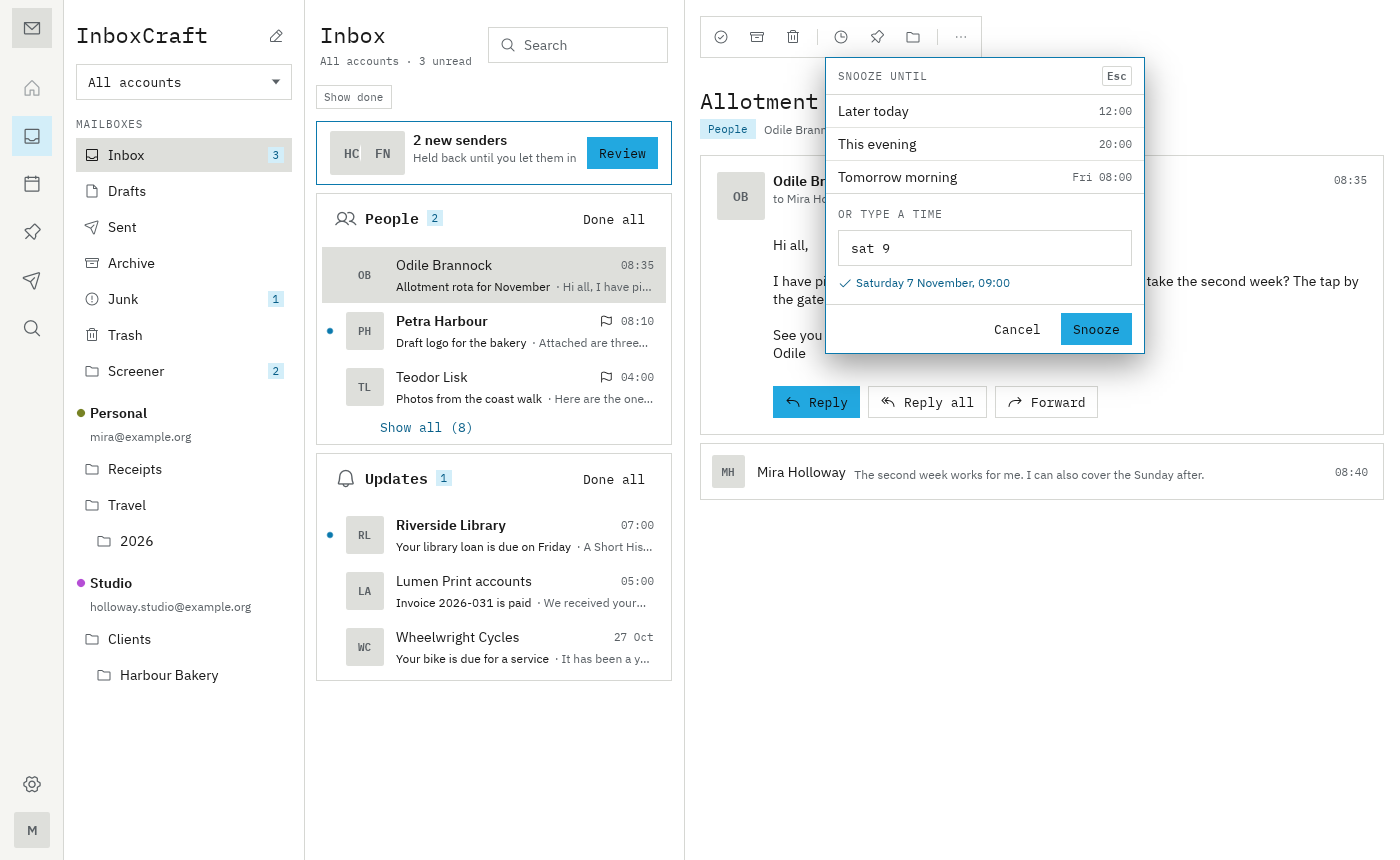 InboxCraft
All accounts
MAILBOXES
Inbox 3
Drafts
Sent
Archive
Junk 1
Trash
Screener 2
Personal
mira@example.org
Receipts
Travel
2026
Studio
holloway.studio@example.org
Clients
Harbour Bakery
M
Inbox
All accounts · 3 unread
Search
Show done
HC FN
2 new senders
Held back until you let them in
Review
People 2 Done all
OB
Odile Brannock 08:35
Allotment rota for November · Hi all, I have pi…
PH
Petra Harbour 08:10
Draft logo for the bakery · Attached are three…
TL
Teodor Lisk 04:00
Photos from the coast walk · Here are the one…
Show all (8)
Updates 1 Done all
RL
Riverside Library 07:00
Your library loan is due on Friday · A Short His…
LA
Lumen Print accounts 05:00
Invoice 2026-031 is paid · We received your…
WC
Wheelwright Cycles 27 Oct
Your bike is due for a service · It has been a y…
Allotment
People Odile Brann
OB
Odile Br 08:35
to Mira Ho
Hi all,
I have pi take the second week? The tap by
the gate
See you
Odile
Reply Reply all Forward
MH Mira Holloway The second week works for me. I can also cover the Sunday after. 08:40
SNOOZE UNTIL Esc
Later today 12:00
This evening 20:00
Tomorrow morning Fri 08:00
OR TYPE A TIME
sat 9
Saturday 7 November, 09:00
Cancel Snooze